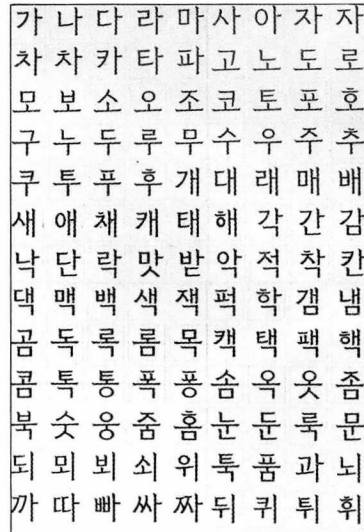 가 나 다 라 마 사 아 자 자
차 차 카 타 파 고 노 도 로
모 보 소 오 조 코 토 포 호
구 누 두 루 무 수 우 주 추
쿠 투 푸 후 개 대 래 매 배
새 애 채 캐 태 해 각 간 감
낙 단 락 맛 받 악 적 착 칸
댁 맥 백 색 잭 퍽 학 갬 냄
곰 독 록 롬 목 캑 택 팩 핵
콤 톡 통 폭 퐁 솜 옥 옷 좀
북 숫 웅 줌 홈 눈 둔 룩 문
되 뫼 뵈 쇠 위 툭 품 과 뇌
까 따 빠 싸 짜 뒤 퀴 튀 휘